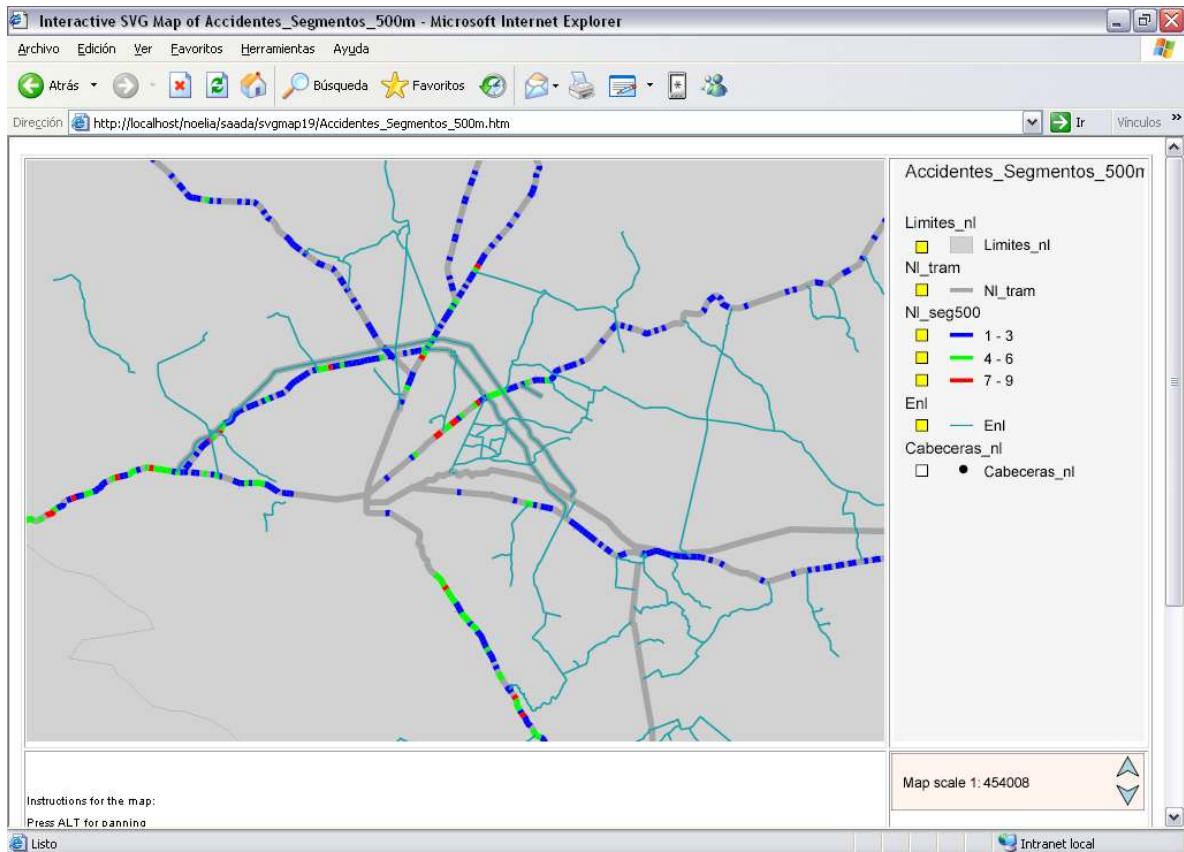 Interactive SVG Map of Accidentes_Segmentos_500m - Microsoft Internet Explorer
Archivo Edición Ver Favoritos Herramientas Ayuda
Atrás Búsqueda Favoritos
Dirección http://localhost/noelia/saada/svgmap19/Accidentes_Segmentos_500m.htm Ir Vínculos »
Accidentes_Segmentos_500m
Limites_nl
Limites_nl
Nl_tram
Nl_tram
Nl_seg500
1 - 3
4 - 6
7 - 9
Enl
Enl
Cabeceras_nl
Cabeceras_nl
Map scale 1: 454008
Instructions for the map:
Press ALT for panning
Listo Intranet local